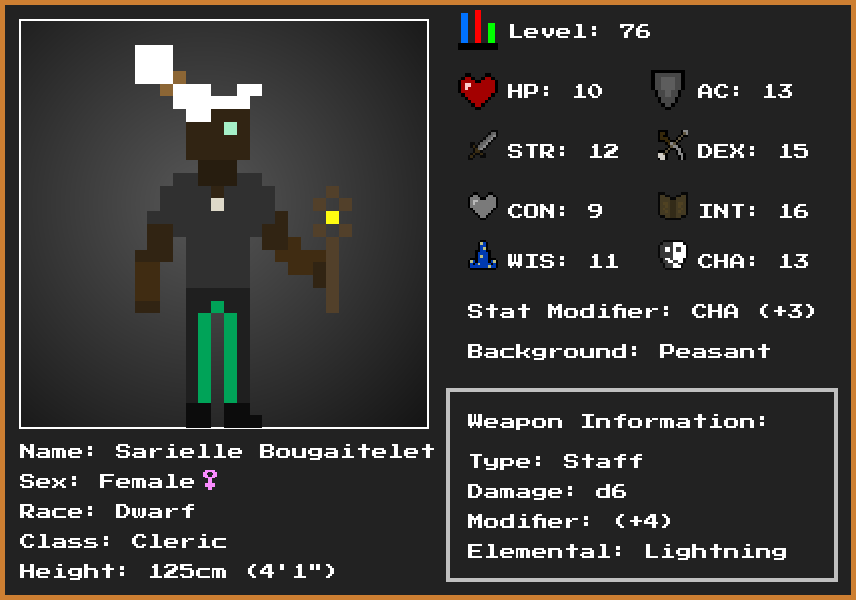 Level: 76
HP: 10
AC: 13
STR: 12
DEX: 15
CON: 9
INT: 16
WIS: 11
CHA: 13
Stat Modifier: CHA (+3)
Background: Peasant
Weapon Information:
Type: Staff
Damage: d6
Modifier: (+4)
Elemental: Lightning
Name: Sarielle Bougaitelet
Sex: Female♀
Race: Dwarf
Class: Cleric
Height: 125cm (4'1")